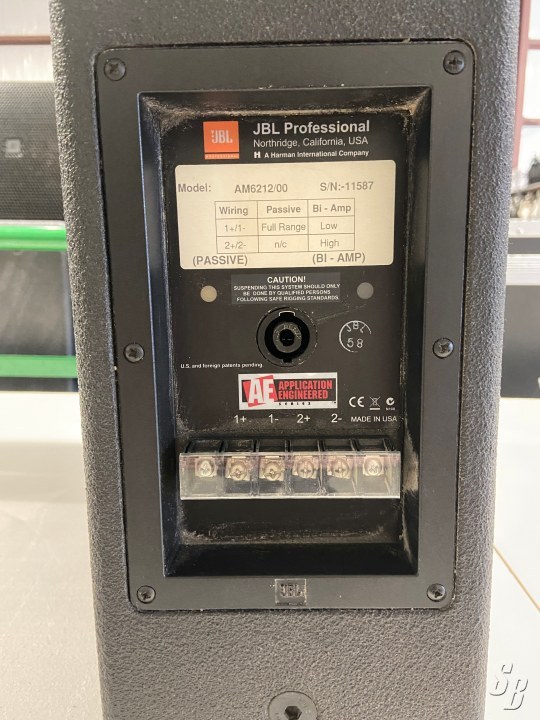 JBL
PROFESSIONAL
JBL Professional
Northridge, California, USA
H A Harman International Company
Model: AM6212/00 S/N:-11587
Wiring Passive Bi - Amp
1+/1- Full Range Low
2+/2- n/c High
(PASSIVE) (BI - AMP)
CAUTION!
SUSPENDING THIS SYSTEM SHOULD ONLY
BE DONE BY QUALIFIED PERSONS
FOLLOWING SAFE RIGGING STANDARDS
JBL
58
U.S. and foreign patents pending
AE APPLICATION
ENGINEERED
SERIES
CE
1+ 1- 2+ 2- MADE IN USA
JBL
SB